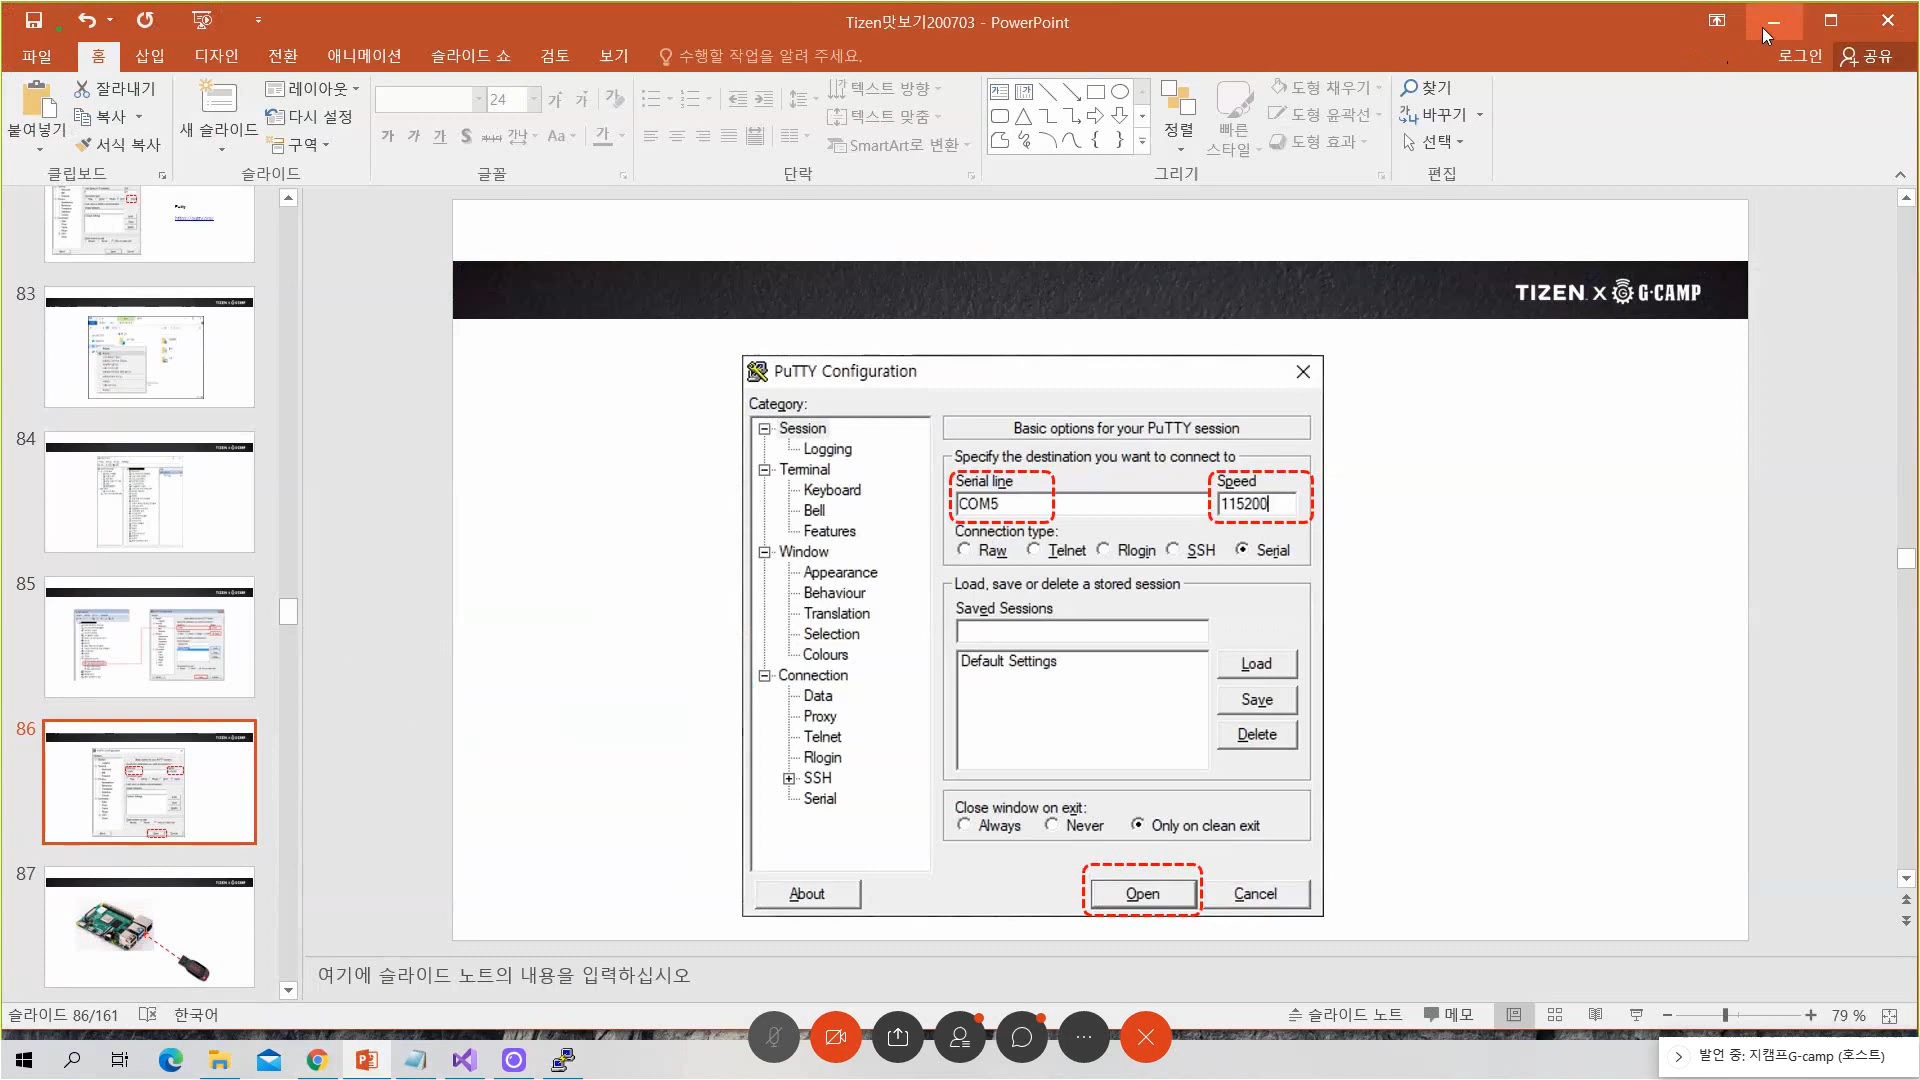 Tizen맛보기200703 - PowerPoint
파일 홈 삽입 디자인 전환 애니메이션 슬라이드 쇼 검토 보기 수행할 작업을 알려 주세요. 로그인 공유
붙여넣기
잘라내기
복사
서식 복사
클립보드
새 슬라이드
레이아웃
다시 설정
구역
슬라이드
24
가 가 가 S abc 간 Aa 가
글꼴
텍스트 방향
텍스트 맞춤
SmartArt로 변환
단락
정렬
빠른 스타일
도형 채우기
도형 윤곽선
도형 효과
그리기
찾기
바꾸기
선택
편집
83
84
85
86
87
TIZEN X G·CAMP
PuTTY Configuration
Category:
Session
Logging
Terminal
Keyboard
Bell
Features
Window
Appearance
Behaviour
Translation
Selection
Colours
Connection
Data
Proxy
Telnet
Rlogin
SSH
Serial
Basic options for your PuTTY session
Specify the destination you want to connect to
Serial line Speed
COM5 115200
Connection type:
Raw Telnet Rlogin SSH Serial
Load, save or delete a stored session
Saved Sessions
Default Settings
Load
Save
Delete
Close window on exit:
Always Never Only on clean exit
About Open Cancel
여기에 슬라이드 노트의 내용을 입력하십시오
슬라이드 86/161 한국어 슬라이드 노트 메모 79 %
발언 중: 지캠프G-camp (호스트)